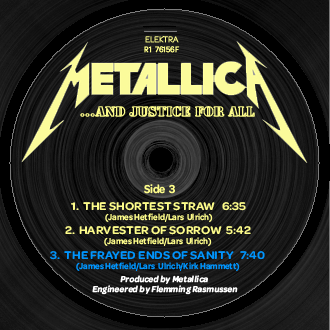 ELEKTRA
R1 76156F
METALLICA
...AND JUSTICE FOR ALL
Side 3
1. THE SHORTEST STRAW 6:35
(James Hetfield/Lars Ulrich)
2. HARVESTER OF SORROW 5:42
(James Hetfield/Lars Ulrich)
3. THE FRAYED ENDS OF SANITY 7:40
(James Hetfield/Lars Ulrich/Kirk Hammett)
Produced by Metallica
Engineered by Flemming Rasmussen